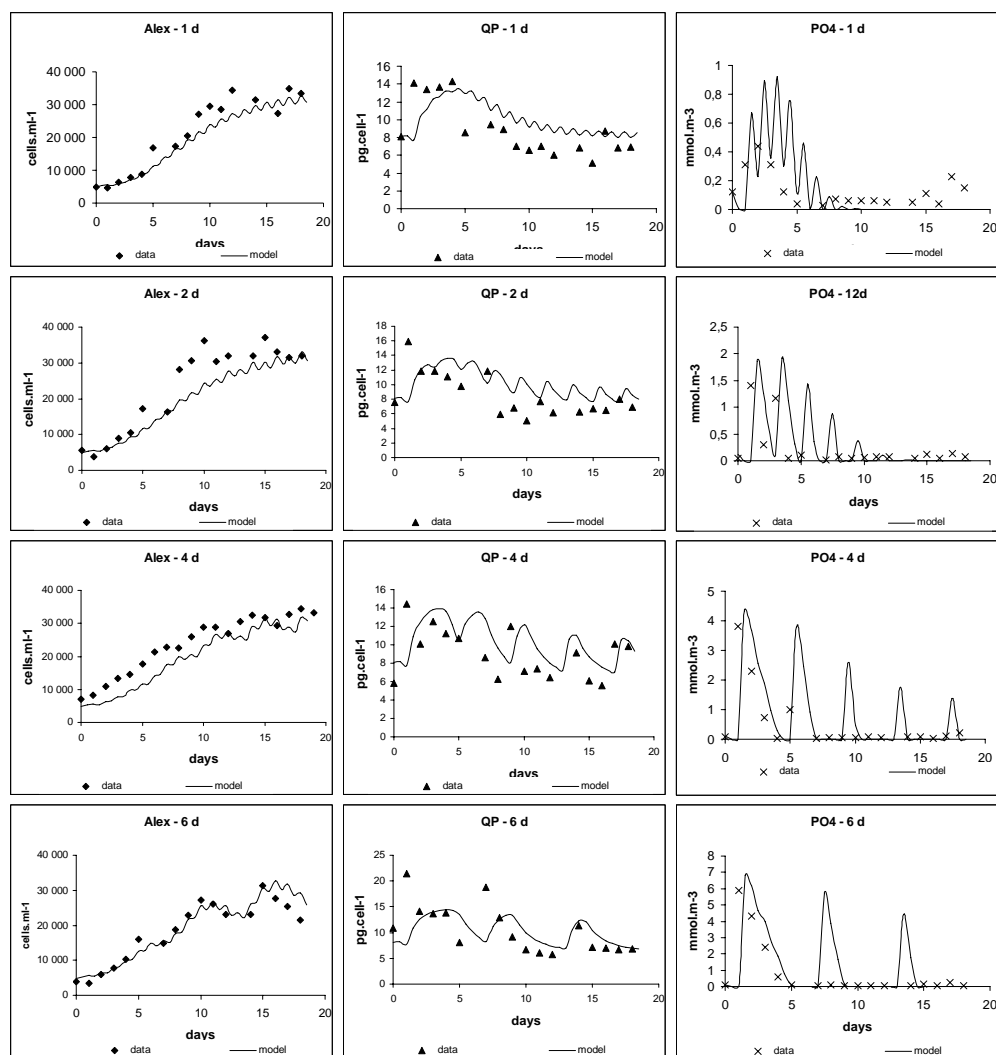 Alex - 1 d
cells.ml-1
40 000
30 000
20 000
10 000
0
0 5 10 15 20
days
data model
QP - 1 d
pg.cell-1
16
14
12
10
8
6
4
2
0
0 5 10 15 20
days
data model
PO4 - 1 d
mmol.m-3
1
0,8
0,6
0,4
0,2
0
0 5 10 15 20
data model
Alex - 2 d
cells.ml-1
40 000
30 000
20 000
10 000
0
0 5 10 15 20
days
data model
QP - 2 d
pg.cell-1
16
14
12
10
8
6
4
2
0
0 5 10 15 20
days
data model
PO4 - 12d
mmol.m-3
2,5
2
1,5
1
0,5
0
0 5 10 15 20
days
data model
Alex - 4 d
cells.ml-1
40 000
30 000
20 000
10 000
0
0 5 10 15 20
days
data model
QP - 4 d
pg.cell-1
16
14
12
10
8
6
4
2
0
0 5 10 15 20
days
data model
PO4 - 4 d
mmol.m-3
5
4
3
2
1
0
0 5 10 15 20
days
data model
Alex - 6 d
cells.ml-1
40 000
30 000
20 000
10 000
0
0 5 10 15 20
days
data model
QP - 6 d
pg.cell-1
25
20
15
10
5
0
0 5 10 15 20
days
data model
PO4 - 6 d
mmol.m-3
8
7
6
5
4
3
2
1
0
0 5 10 15 20
days
data model